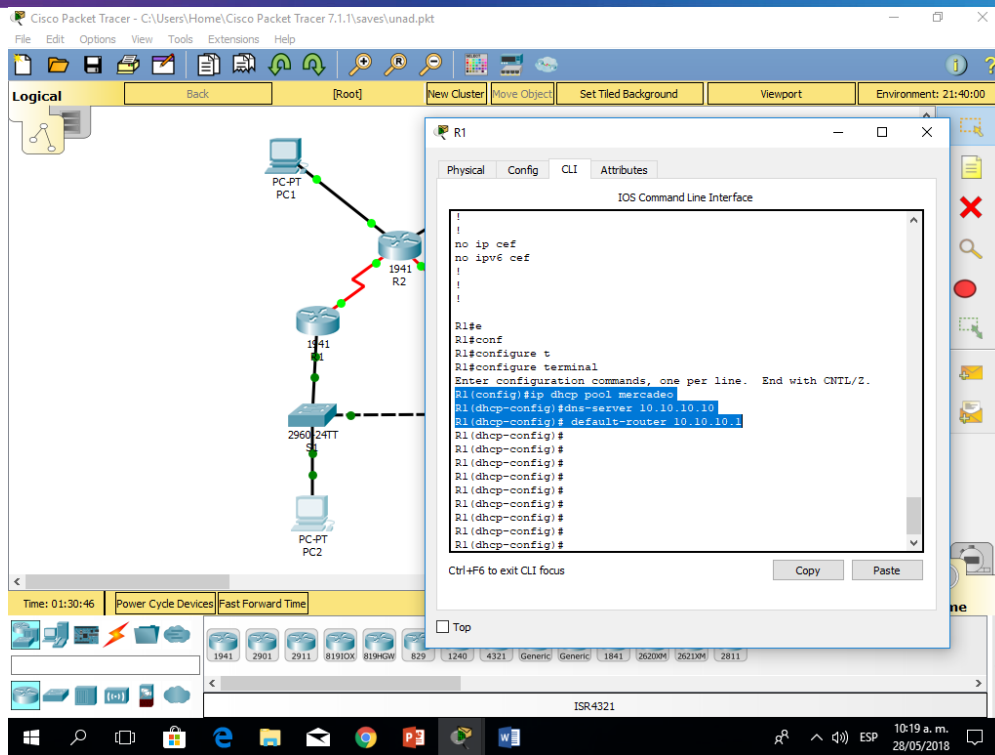 Cisco Packet Tracer - C:\Users\Home\Cisco Packet Tracer 7.1.1\saves\unad.pkt
File Edit Options View Tools Extensions Help
Logical Back [Root] New Cluster Move Object Set Tiled Background Viewport Environment: 21:40:00
PC-PT
PC1
1941
R2
1941
2960-24TT
S1
PC-PT
PC2
R1
Physical Config CLI Attributes
IOS Command Line Interface
!
!
no ip cef
no ipv6 cef
!
!
!
R1#e
R1#conf
R1#configure t
R1#configure terminal
Enter configuration commands, one per line. End with CNTL/Z.
R1(config)#ip dhcp pool mercadeo
R1(dhcp-config)#dns-server 10.10.10.10
R1(dhcp-config)# default-router 10.10.10.1
R1(dhcp-config)#
R1(dhcp-config)#
R1(dhcp-config)#
R1(dhcp-config)#
R1(dhcp-config)#
R1(dhcp-config)#
R1(dhcp-config)#
R1(dhcp-config)#
R1(dhcp-config)#
Ctrl+F6 to exit CLI focus
Copy Paste
Top
Time: 01:30:46 Power Cycle Devices Fast Forward Time
1941 2901 2911 819IOX 819HGW 829 1240 4321 Generic Generic 1841 2620XM 2621XM 2811
ISR4321
ESP
10:19 a. m.
28/05/2018